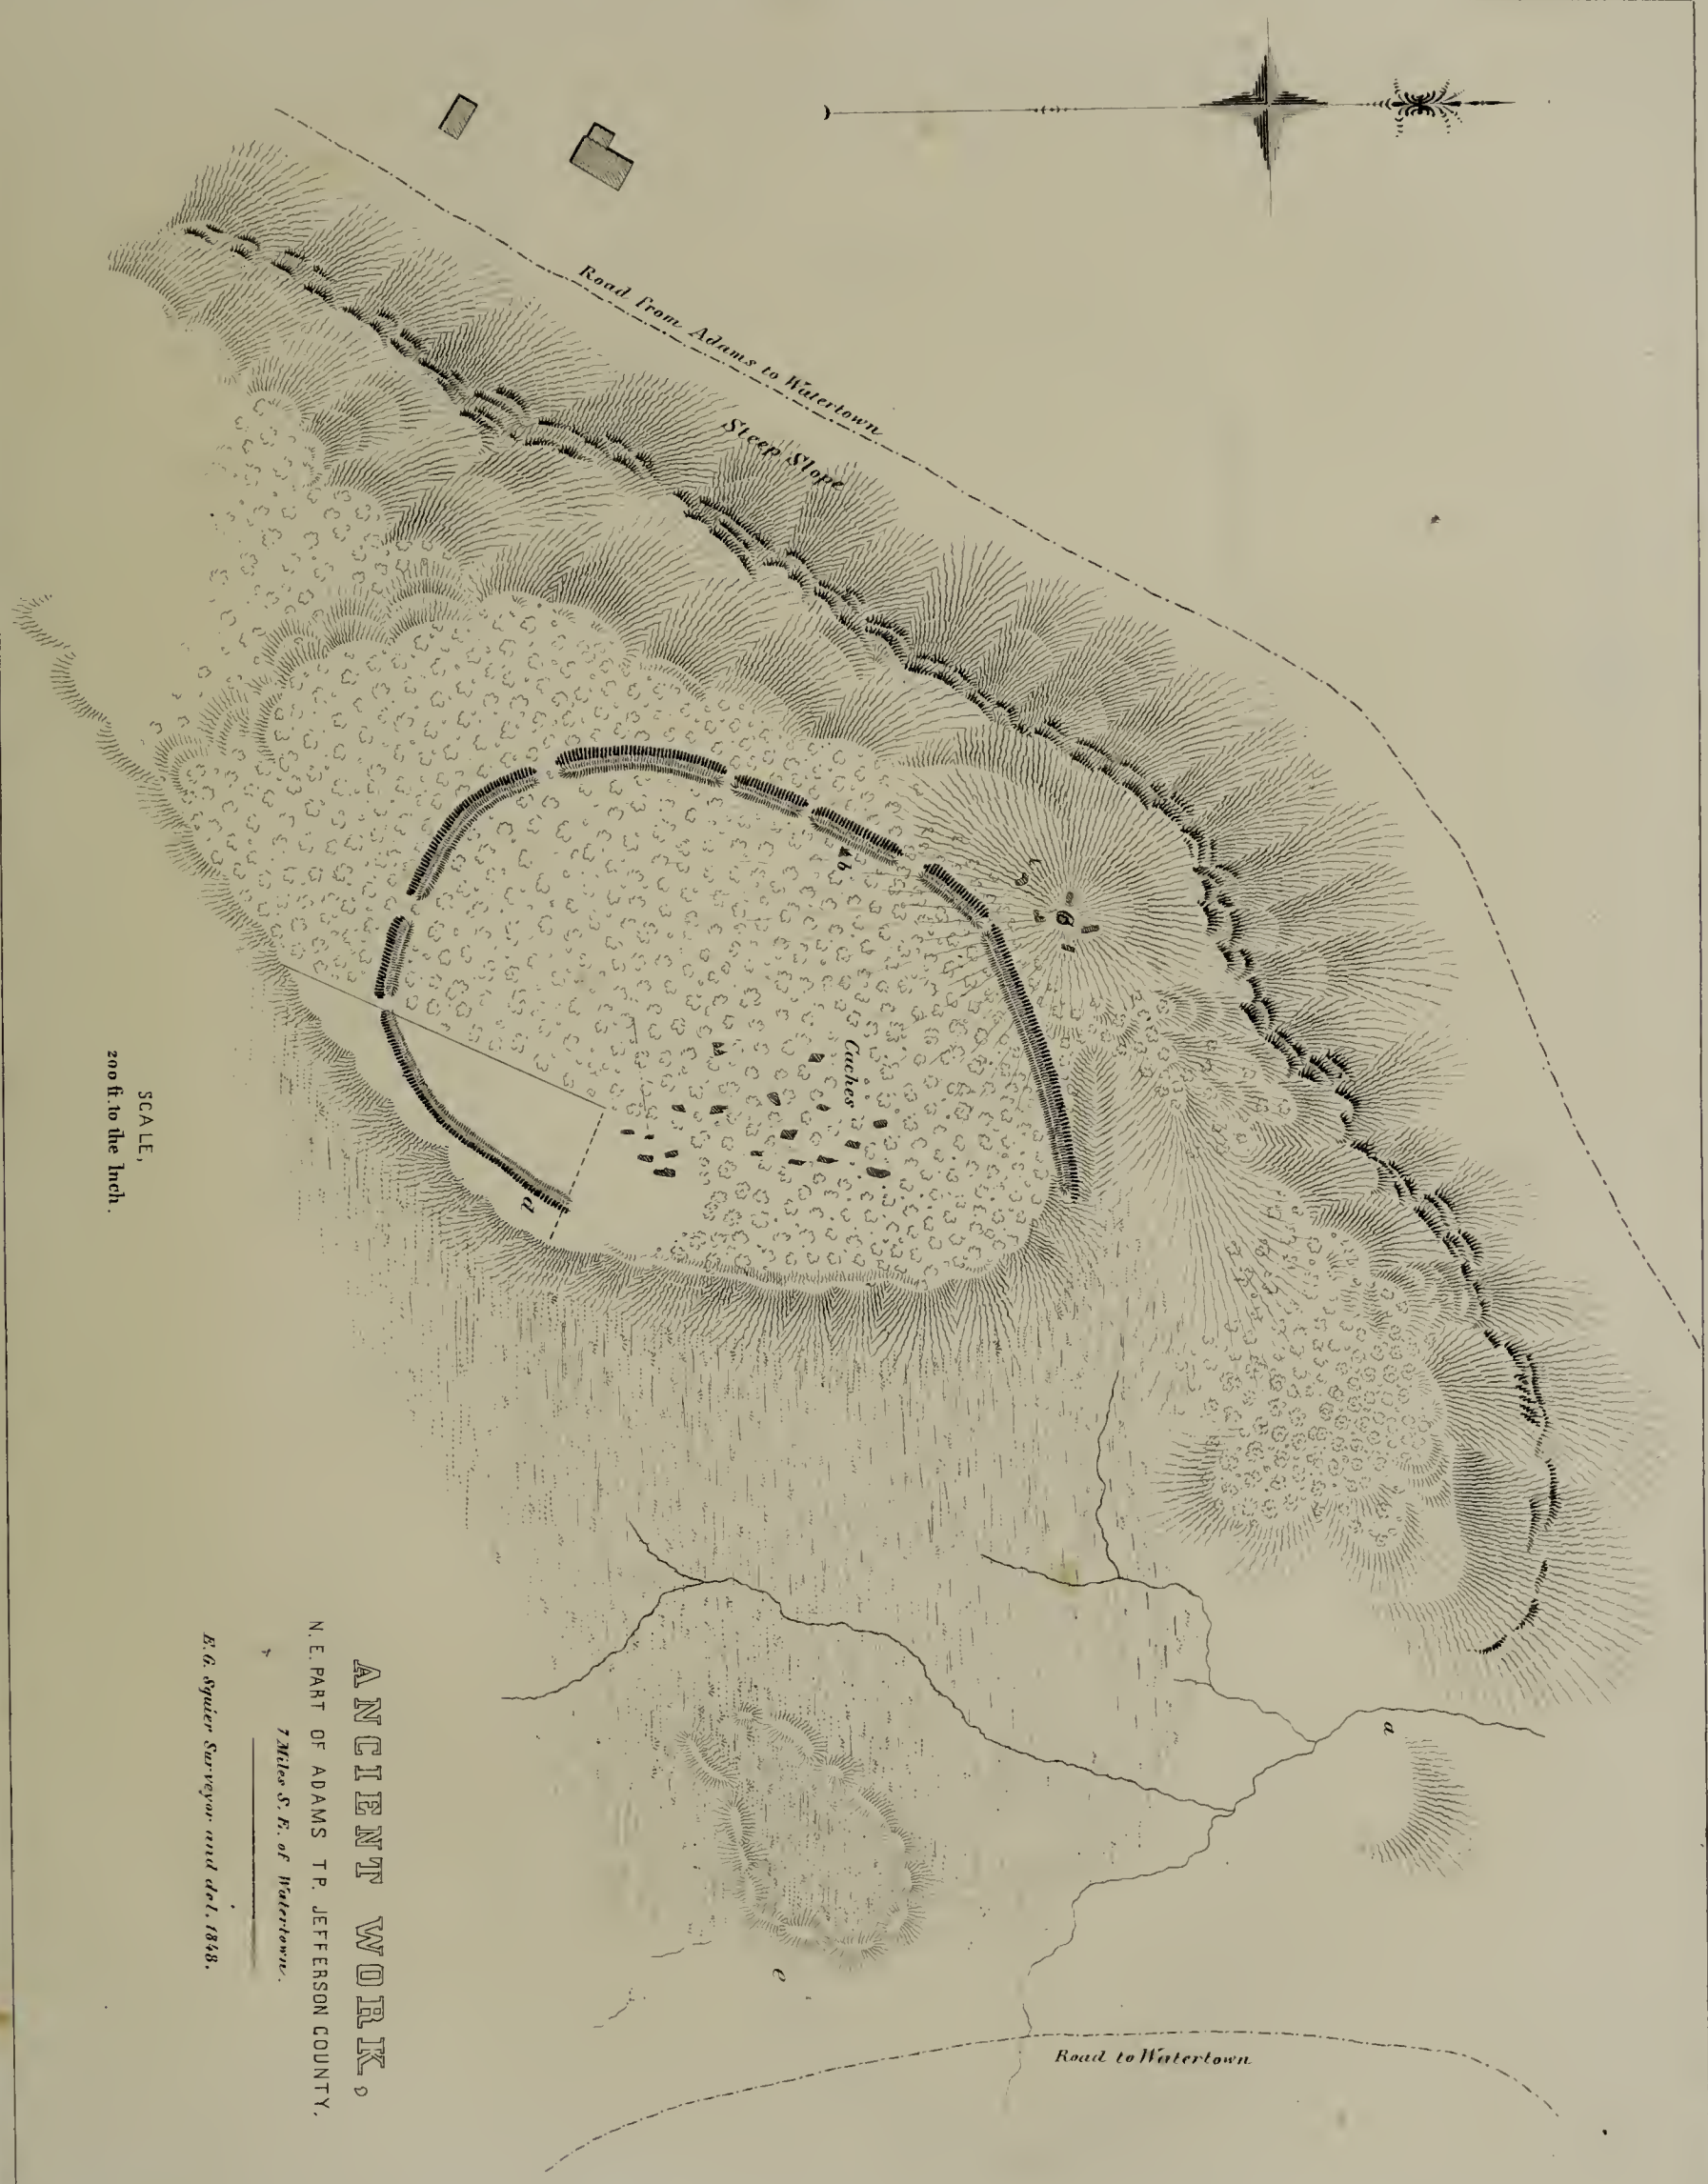 Road from Adams to Watertown
Steep Slope
b
Caches
a
a
e
Road to Watertown
ANCIENT WORK,
N. E. PART OF ADAMS TP. JEFFERSON COUNTY,
7 Miles S. E. of Watertown.
E. G. Squier Surveyor and del. 1848.
SCALE,
200 ft. to the Inch.